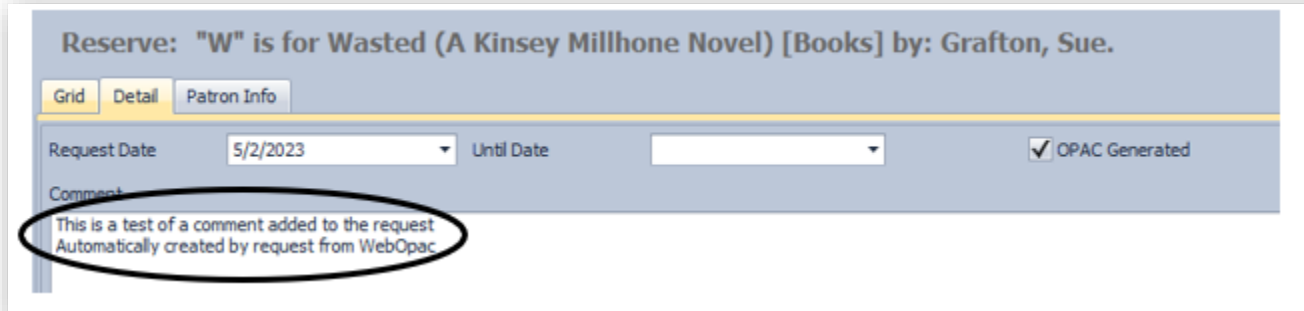 Reserve: "W" is for Wasted (A Kinsey Millhone Novel) [Books] by: Grafton, Sue.
Grid Detail Patron Info
Request Date 5/2/2023 Until Date OPAC Generated
Comment
This is a test of a comment added to the request
Automatically created by request from WebOpac